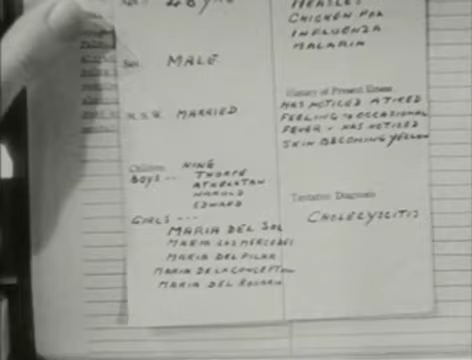 48
Sex MALE
M.S.W. MARRIED
Children NINE
BOYS -- THORPE
ATHELSTAN
HAROLD
EDWARD
GIRLS ---
MARIA DEL SOL
MARIA LOS MERCEDES
MARIA DEL PILAR
MARIA DE LA CONCEPTION
MARIA DEL ROSARIO
MEASLES
CHICKEN POX
INFLUENZA
MALARIA
History of Present Illness
HAS NOTICED A TIRED
FEELING & OCCASIONAL
FEVER - HAS NOTICED
SKIN BECOMING YELLOW
Tentative Diagnosis
CHOLECYSTITIS